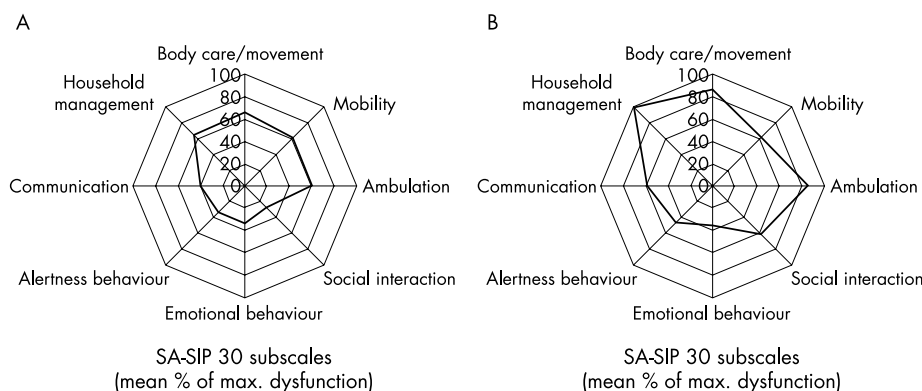 A
Body care/movement
Household
management
100
80
60
40
20
0
Mobility
Communication
Ambulation
Alertness behaviour
Social interaction
Emotional behaviour
SA-SIP 30 subscales
(mean % of max. dysfunction)
B
Body care/movement
Household
management
100
80
60
40
20
0
Mobility
Communication
Ambulation
Alertness behaviour
Social interaction
Emotional behaviour
SA-SIP 30 subscales
(mean % of max. dysfunction)